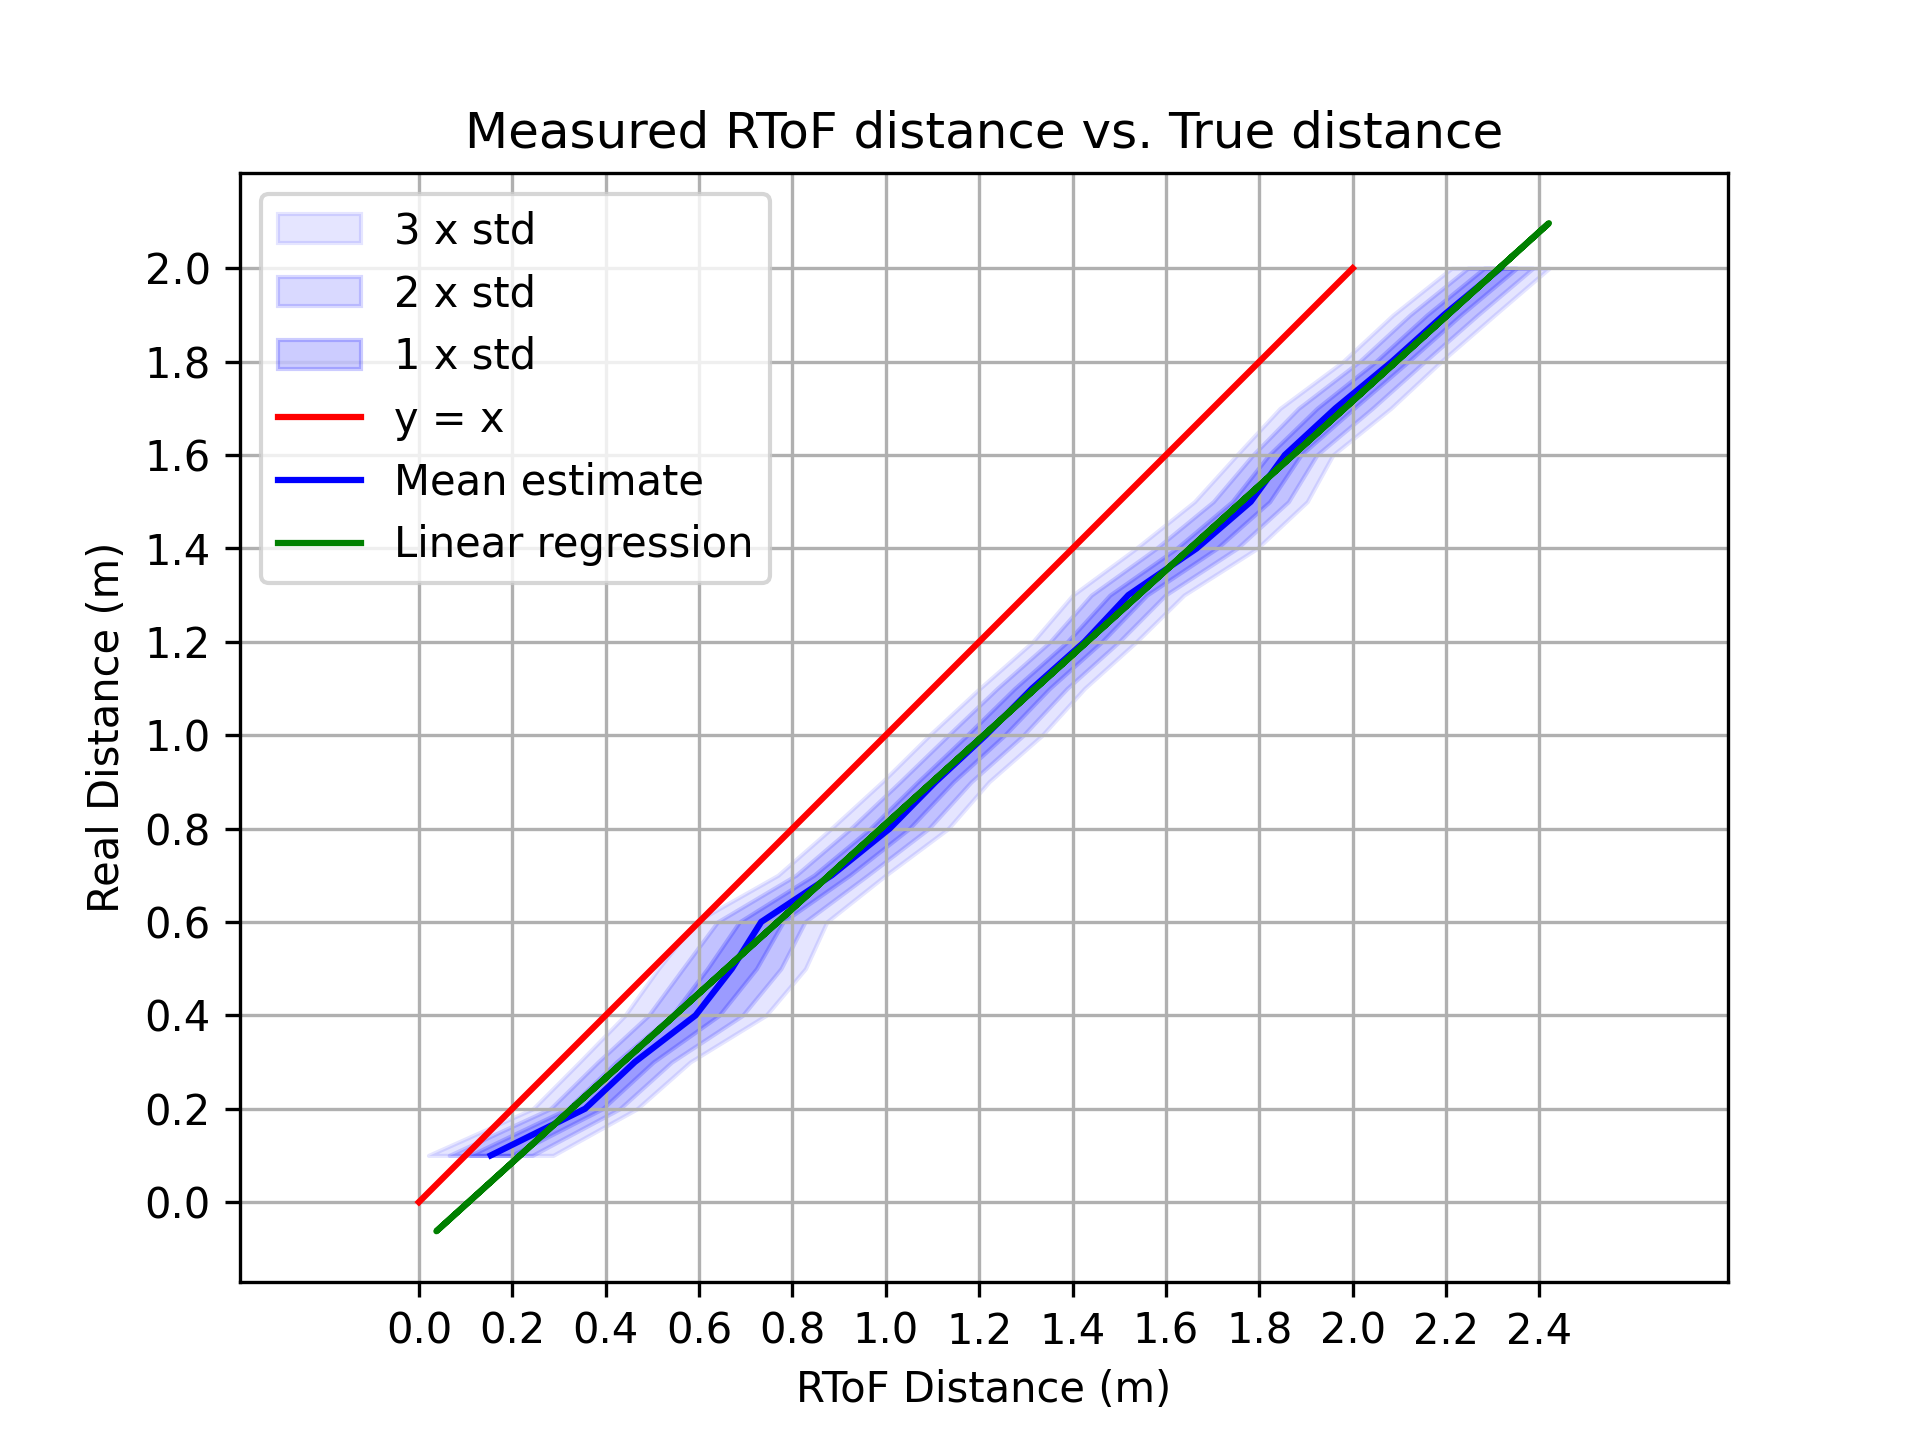 Measured RToF distance vs. True distance
3 x std
2 x std
1 x std
y = x
Mean estimate
Linear regression
Real Distance (m)
2.0
1.8
1.6
1.4
1.2
1.0
0.8
0.6
0.4
0.2
0.0
0.0 0.2 0.4 0.6 0.8 1.0 1.2 1.4 1.6 1.8 2.0 2.2 2.4
RToF Distance (m)